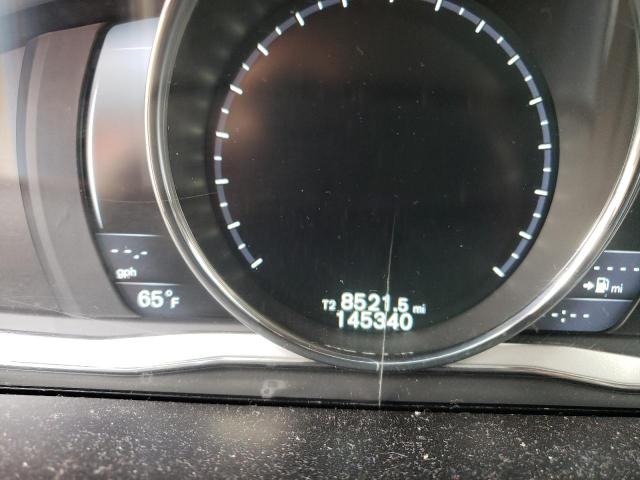 --.-
gph
65°F
T2 8521.5 mi
145340
----
mi
-:--